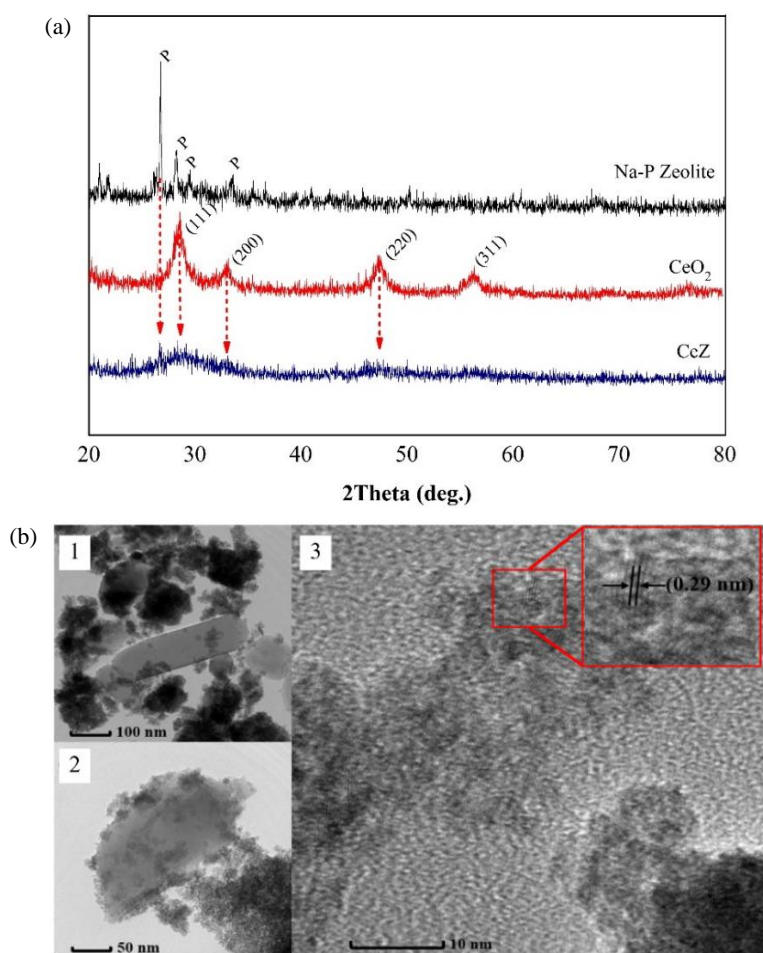 (a)
P
P
P
P
Na-P Zeolite
(111)
(200)
(220)
(311)
CeO₂
CcZ
20 30 40 50 60 70 80
2Theta (deg.)
(b)
1
100 nm
2
50 nm
3
(0.29 nm)
10 nm